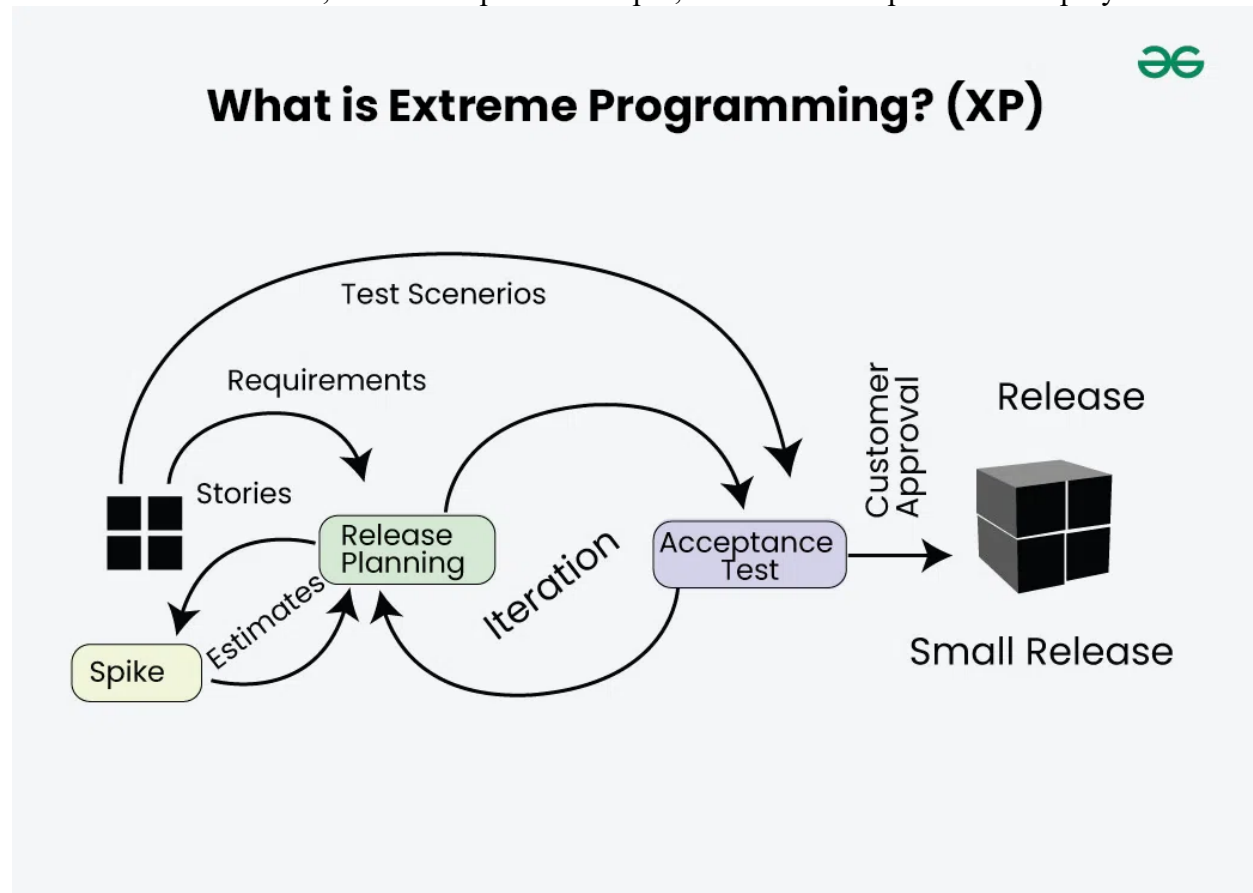 What is Extreme Programming? (XP)
Test Scenerios
Requirements
Stories
Release
Planning
Estimates
Spike
Iteration
Acceptance
Test
Customer
Approval
Release
Small Release